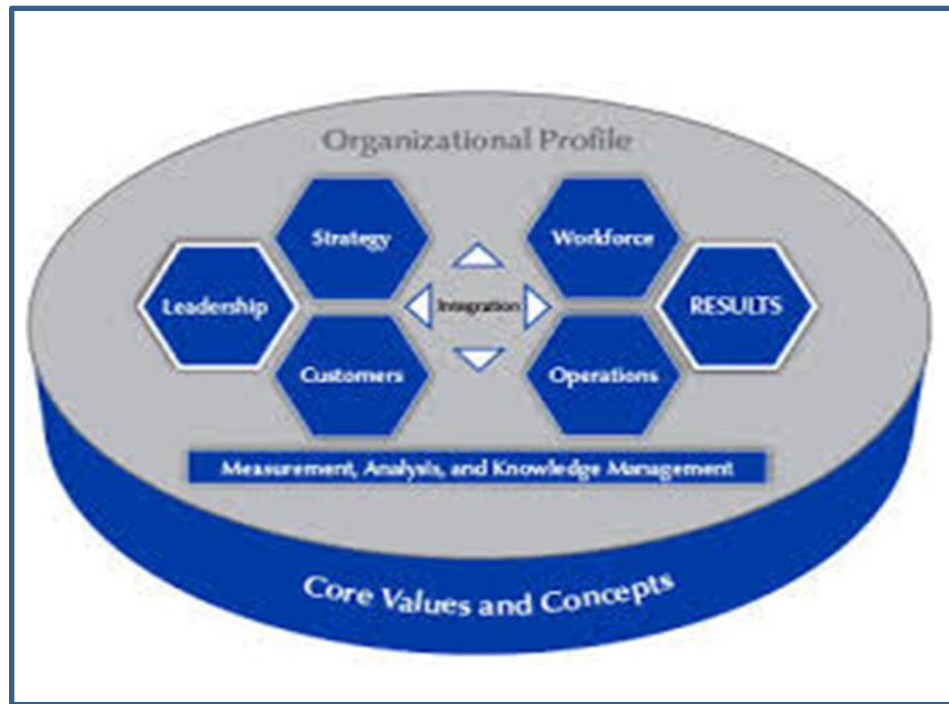 Organizational Profile
Strategy
Workforce
Leadership
Integration
RESULTS
Customers
Operations
Measurement, Analysis, and Knowledge Management
Core Values and Concepts